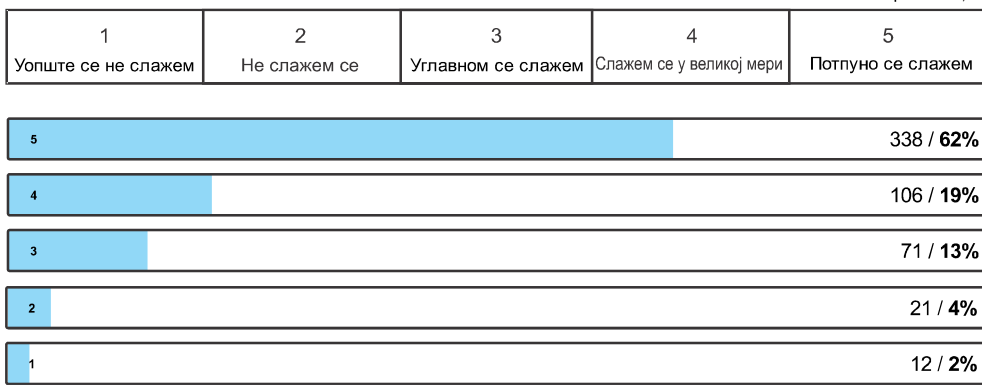 1 2 3 4 5
Уопште се не слажем Не слажем се Углавном се слажем Слажем се у великој мери Потпуно се слажем
5 338 / 62%
4 106 / 19%
3 71 / 13%
2 21 / 4%
1 12 / 2%